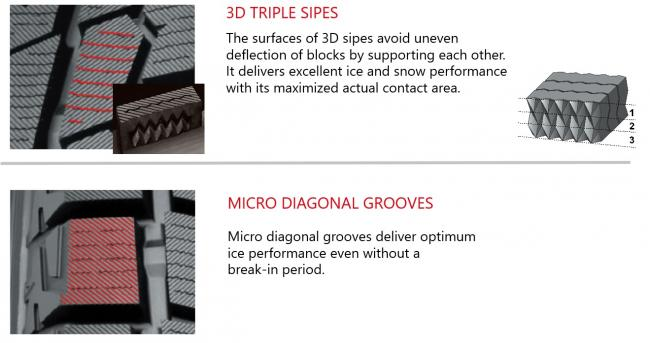 3D TRIPLE SIPES
The surfaces of 3D sipes avoid uneven
deflection of blocks by supporting each other.
It delivers excellent ice and snow performance
with its maximized actual contact area.
1
2
3
MICRO DIAGONAL GROOVES
Micro diagonal grooves deliver optimum
ice performance even without a
break-in period.